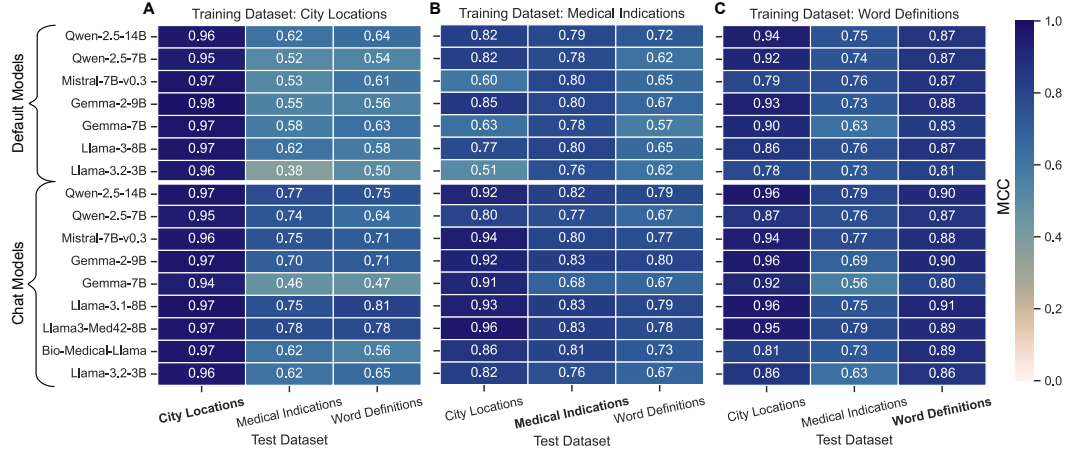 A B C
Training Dataset: City Locations Training Dataset: Medical Indications Training Dataset: Word Definitions
Default Models
Qwen-2.5-14B 0.96 0.62 0.64 0.82 0.79 0.72 0.94 0.75 0.87
Qwen-2.5-7B 0.95 0.52 0.54 0.82 0.78 0.62 0.92 0.74 0.87
Mistral-7B-v0.3 0.97 0.53 0.61 0.60 0.80 0.65 0.79 0.76 0.87
Gemma-2-9B 0.98 0.55 0.56 0.85 0.80 0.67 0.93 0.73 0.88
Gemma-7B 0.97 0.58 0.63 0.63 0.78 0.57 0.90 0.63 0.83
Llama-3-8B 0.97 0.62 0.58 0.77 0.80 0.65 0.86 0.76 0.87
Llama-3.2-3B 0.96 0.38 0.50 0.51 0.76 0.62 0.78 0.73 0.81
Chat Models
Qwen-2.5-14B 0.96 0.77 0.75 0.92 0.82 0.79 0.96 0.79 0.90
Qwen-2.5-7B 0.95 0.74 0.64 0.80 0.77 0.67 0.87 0.76 0.87
Mistral-7B-v0.3 0.96 0.75 0.71 0.94 0.80 0.77 0.94 0.77 0.88
Gemma-2-9B 0.97 0.70 0.71 0.92 0.83 0.80 0.96 0.69 0.90
Gemma-7B 0.94 0.46 0.47 0.91 0.68 0.67 0.92 0.56 0.80
Llama-3.1-8B 0.97 0.75 0.81 0.93 0.83 0.79 0.96 0.75 0.91
Llama3-Med42-8B 0.97 0.78 0.78 0.96 0.83 0.78 0.95 0.79 0.89
Bio-Medical-Llama 0.97 0.62 0.56 0.86 0.81 0.73 0.81 0.73 0.89
Llama-3.2-3B 0.96 0.62 0.65 0.82 0.76 0.67 0.86 0.63 0.86
City Locations Medical Indications Word Definitions City Locations Medical Indications Word Definitions City Locations Medical Indications Word Definitions
Test Dataset Test Dataset Test Dataset
1.0
0.8
0.6
0.4
0.2
0.0
MCC